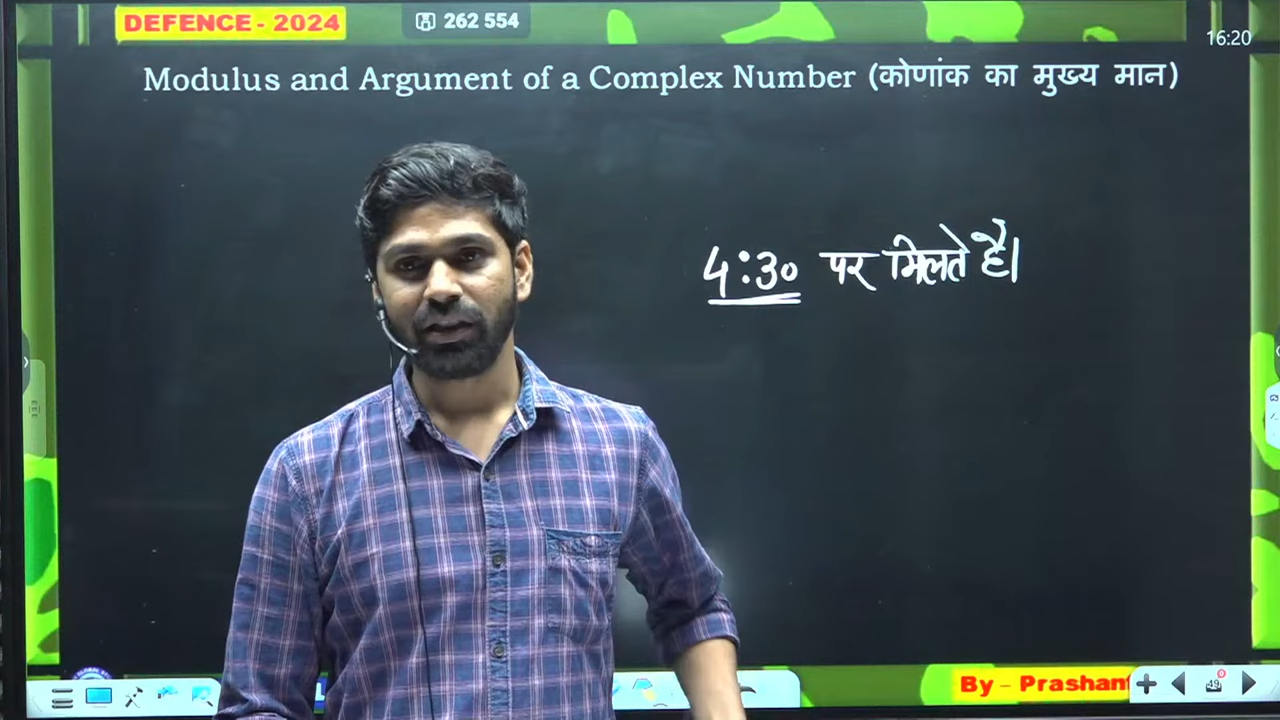 DEFENCE - 2024
262 554
16:20
Modulus and Argument of a Complex Number (कोणांक का मुख्य मान)
4:30 पर मिलते है।
By - Prashant